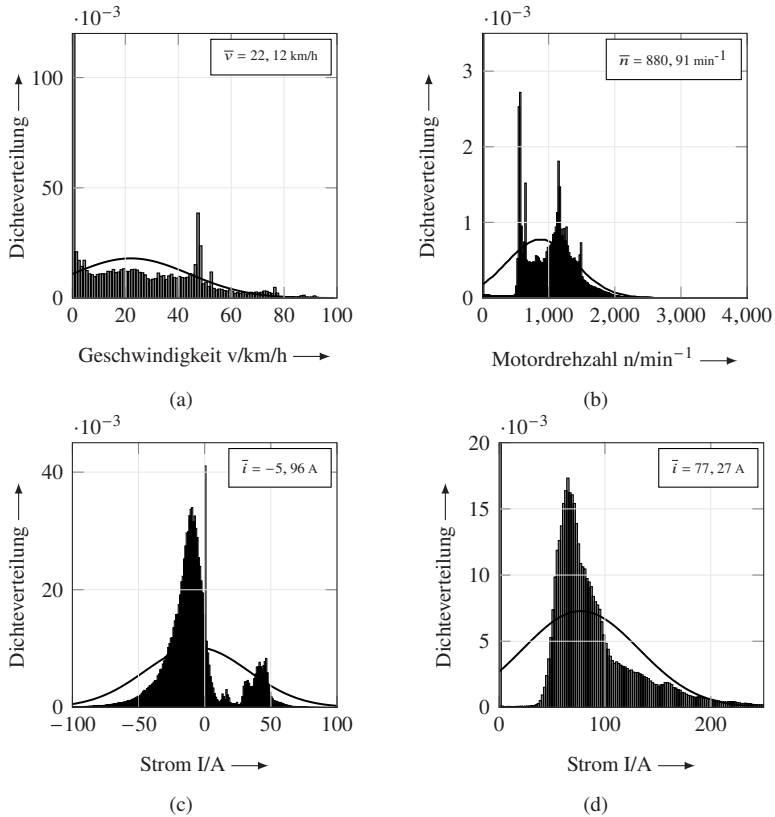 ·10⁻³
v̅ = 22, 12 km/h
100
50
0
Dichteverteilung
0 20 40 60 80 100
Geschwindigkeit v/km/h
(a)
·10⁻³
n̅ = 880, 91 min⁻¹
3
2
1
0
Dichteverteilung
0 1,000 2,000 3,000 4,000
Motordrehzahl n/min⁻¹
(b)
·10⁻³
i̅ = −5, 96 A
40
20
0
Dichteverteilung
−100 −50 0 50 100
Strom I/A
(c)
·10⁻³
i̅ = 77, 27 A
20
15
10
5
0
Dichteverteilung
0 100 200
Strom I/A
(d)